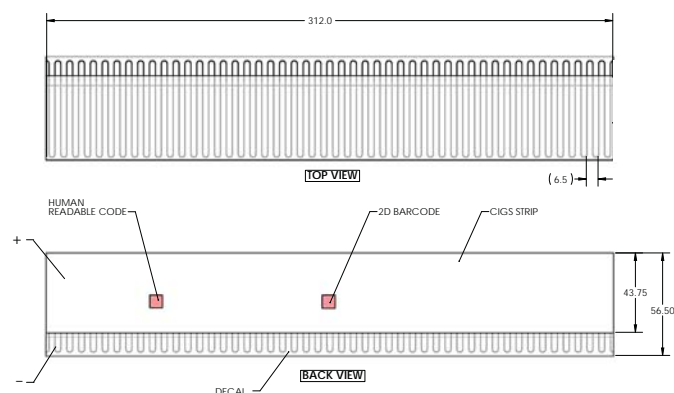 312.0
TOP VIEW
( 6.5 )
HUMAN
READABLE CODE
2D BARCODE
CIGS STRIP
+
43.75
56.50
−
DECAL
BACK VIEW